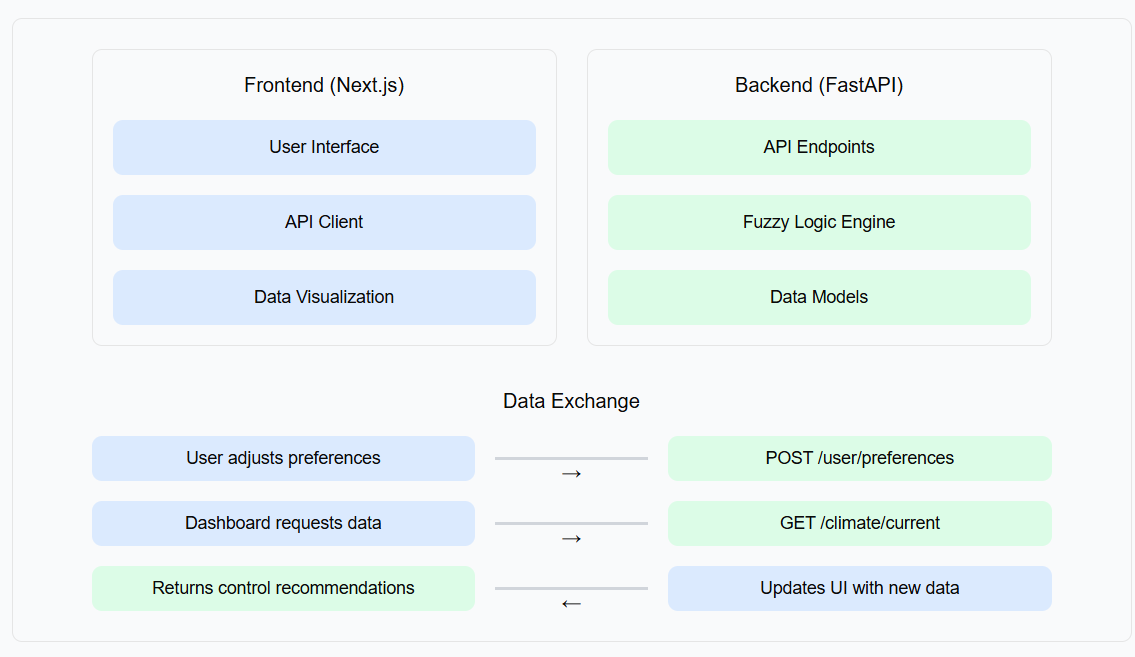 Frontend (Next.js)
User Interface
API Client
Data Visualization
Backend (FastAPI)
API Endpoints
Fuzzy Logic Engine
Data Models
Data Exchange
User adjusts preferences
→
POST /user/preferences
Dashboard requests data
→
GET /climate/current
Returns control recommendations
←
Updates UI with new data